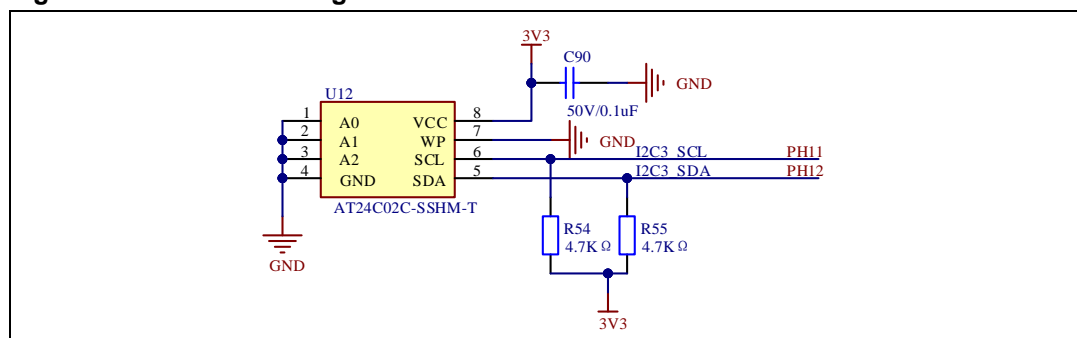 3V3
C90
GND
50V/0.1uF
U12
1 A0 VCC 8
2 A1 WP 7 GND
3 A2 SCL 6 I2C3_SCL PH11
4 GND SDA 5 I2C3_SDA PH12
AT24C02C-SSHM-T
R54 R55
4.7KΩ 4.7KΩ
GND
3V3